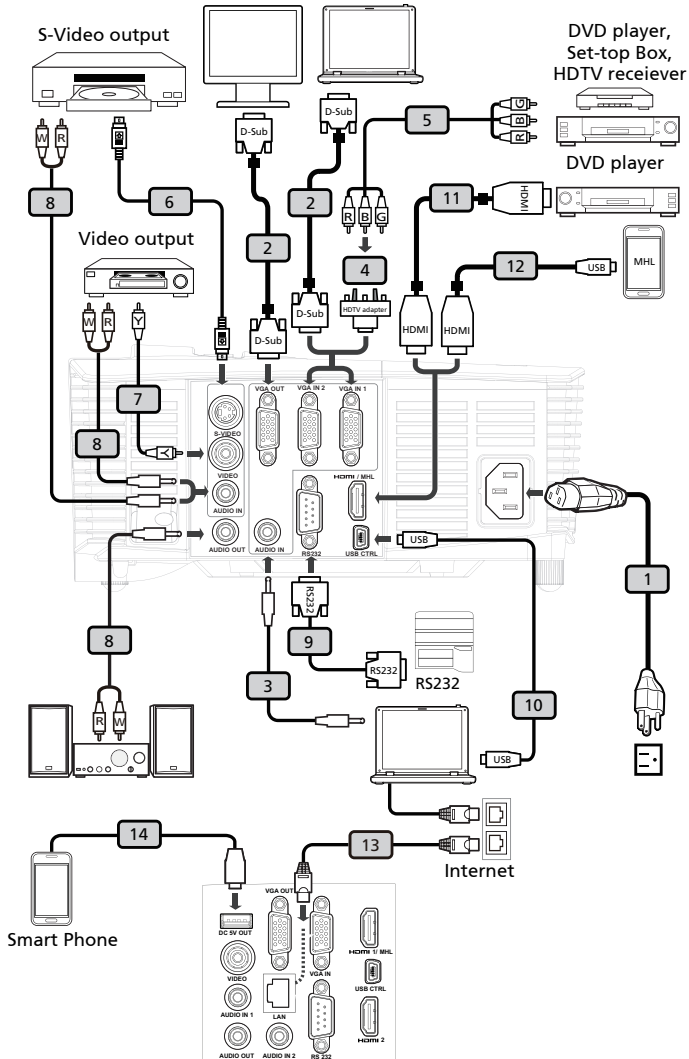 S-Video output
DVD player,
Set-top Box,
HDTV receiever
D-Sub
D-Sub
W R
5
G
B
R
DVD player
8
6
2
2
R B G
11
HDMI
4
12
USB
MHL
Video output
HDTV adapter
D-Sub
HDMI
HDMI
W R
Y
D-Sub
7
8
Y
VGA OUT
VGA IN 2
VGA IN 1
S-VIDEO
VIDEO
HDMI / MHL
AUDIO IN
AUDIO OUT
AUDIO IN
RS232
USB CTRL
USB
1
RS232
8
9
3
RS232
RS232
10
R W
USB
14
13
Internet
Smart Phone
VGA OUT
DC 5V OUT
HDMI 1/ MHL
VIDEO
VGA IN
USB CTRL
AUDIO IN 1
LAN
HDMI 2
AUDIO OUT
AUDIO IN 2
RS 232